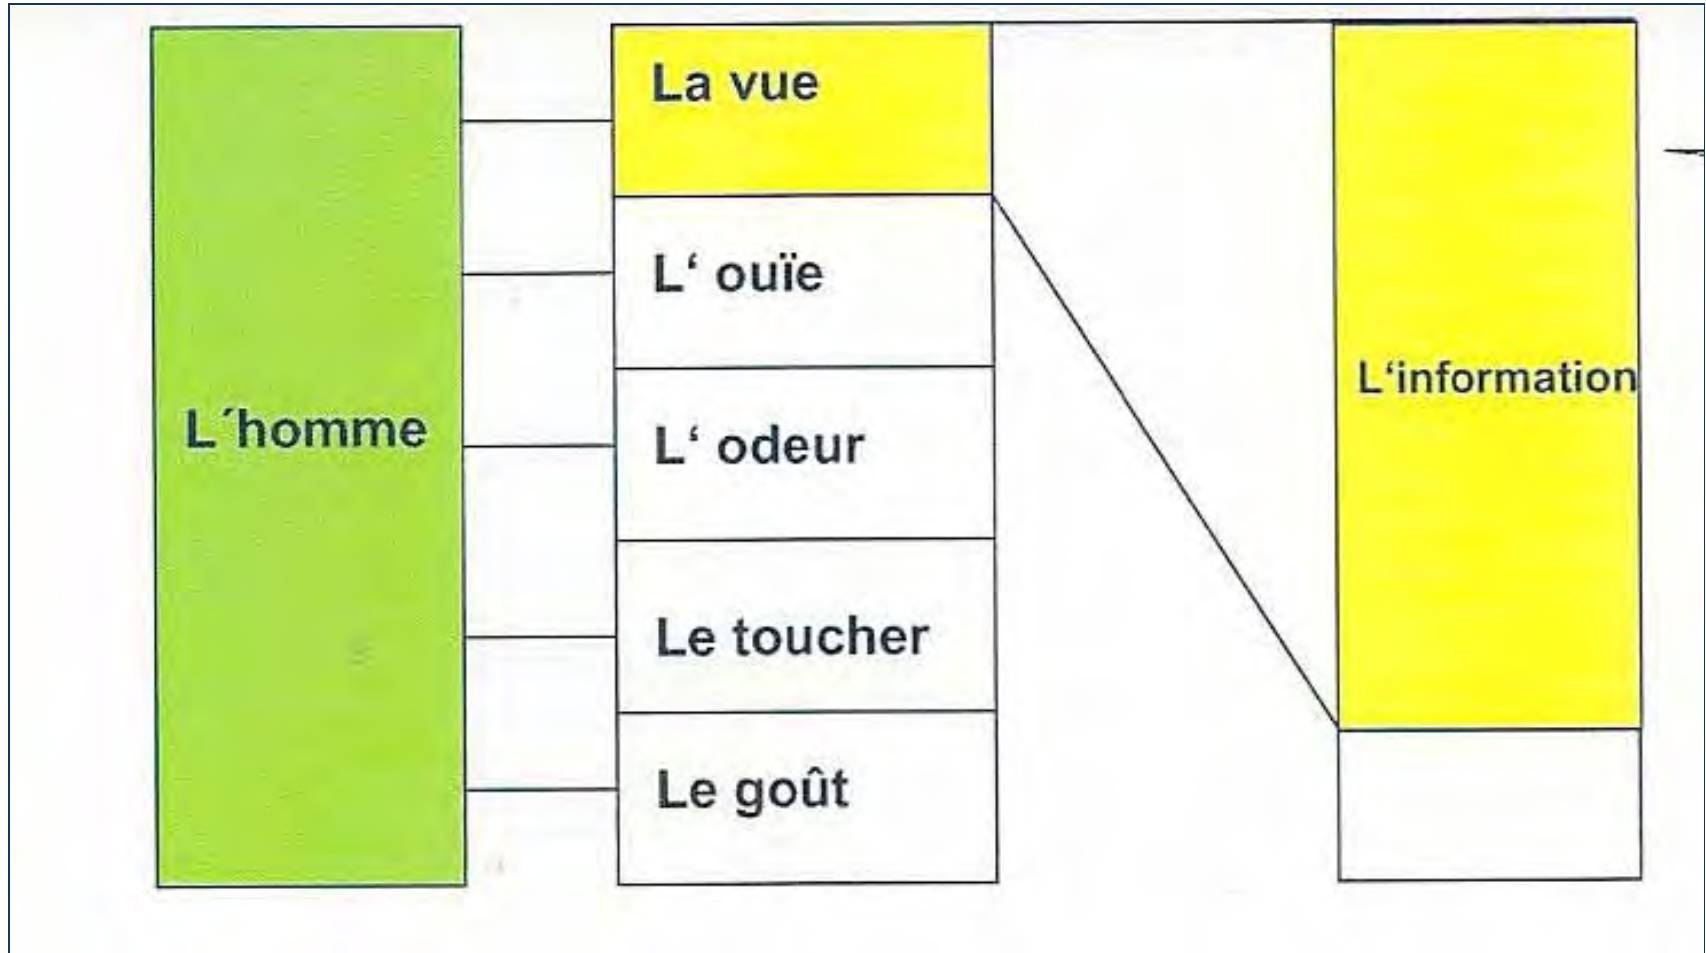 La vue
L‘ ouïe
L‘information
L´homme
L‘ odeur
Le toucher
Le goût